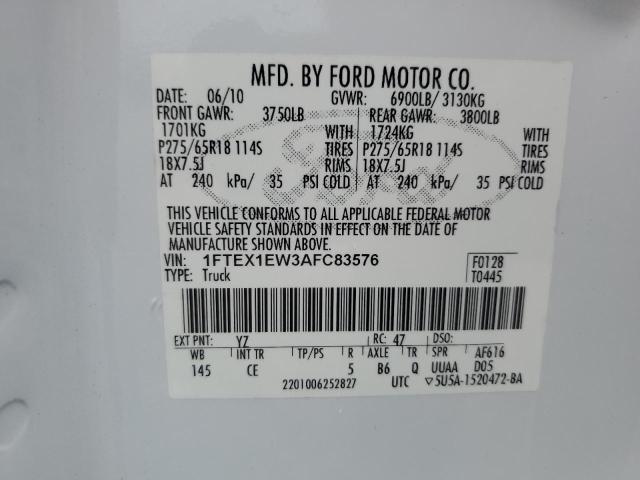 MFD. BY FORD MOTOR CO.
DATE: 06/10 GVWR: 6900LB/ 3130KG
FRONT GAWR: 3750LB REAR GAWR: 3800LB
1701KG WITH 1724KG WITH
P275/65R18 114S TIRES P275/65R18 114S TIRES
18X7.5J RIMS 18X7.5J RIMS
AT 240 kPa/ 35 PSI COLD AT 240 kPa/ 35 PSI COLD
THIS VEHICLE CONFORMS TO ALL APPLICABLE FEDERAL MOTOR
VEHICLE SAFETY STANDARDS IN EFFECT ON THE DATE OF
MANUFACTURE SHOWN ABOVE.
VIN: 1FTEX1EW3AFC83576 F0128
TYPE: Truck T0445
EXT PNT: YZ RC: 47 DSO:
WB INT TR TP/PS R AXLE TR SPR AF616
145 CE 5 B6 Q UUAA D05
2201006252827 UTC ▽5U5A-1520472-BA
Ford